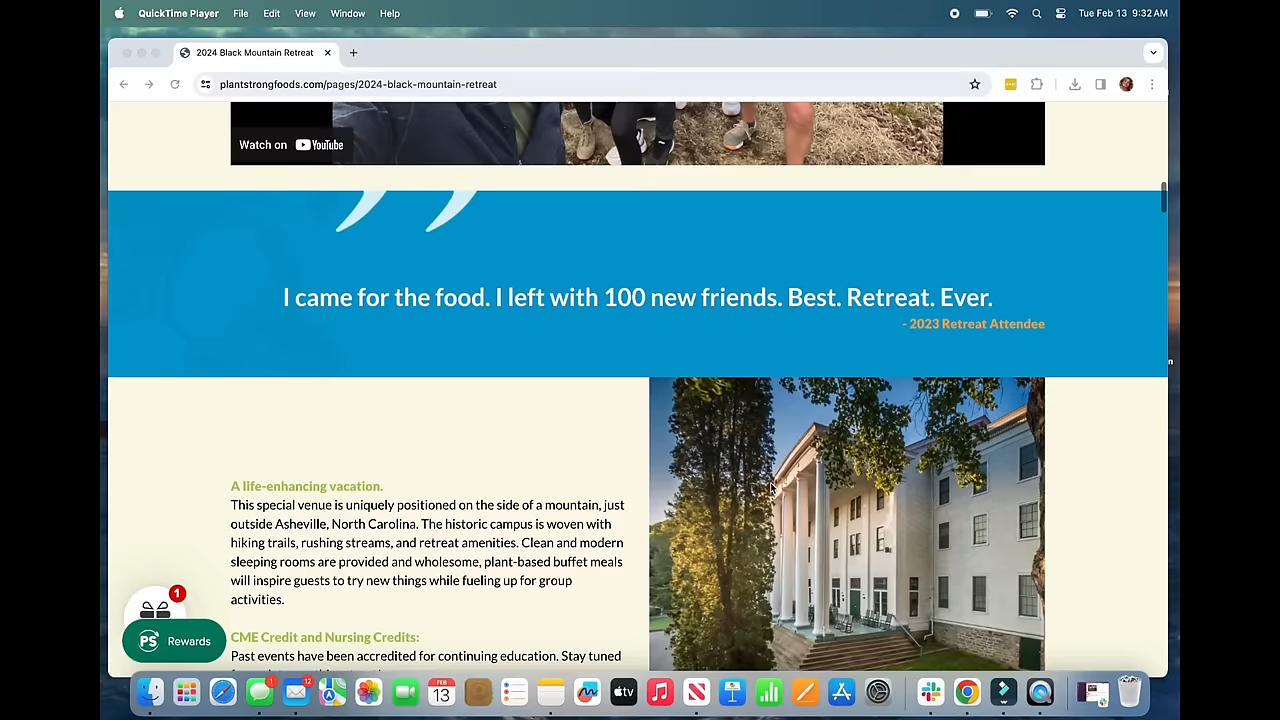 QuickTime Player File Edit View Window Help Tue Feb 13 9:32 AM
2024 Black Mountain Retreat
plantstrongfoods.com/pages/2024-black-mountain-retreat
Watch on YouTube
I came for the food. I left with 100 new friends. Best. Retreat. Ever.
- 2023 Retreat Attendee
A life-enhancing vacation.
This special venue is uniquely positioned on the side of a mountain, just
outside Asheville, North Carolina. The historic campus is woven with
hiking trails, rushing streams, and retreat amenities. Clean and modern
sleeping rooms are provided and wholesome, plant-based buffet meals
will inspire guests to try new things while fueling up for group
activities.
1
PS Rewards
CME Credit and Nursing Credits:
Past events have been accredited for continuing education. Stay tuned
1
12
FEB
13
tv